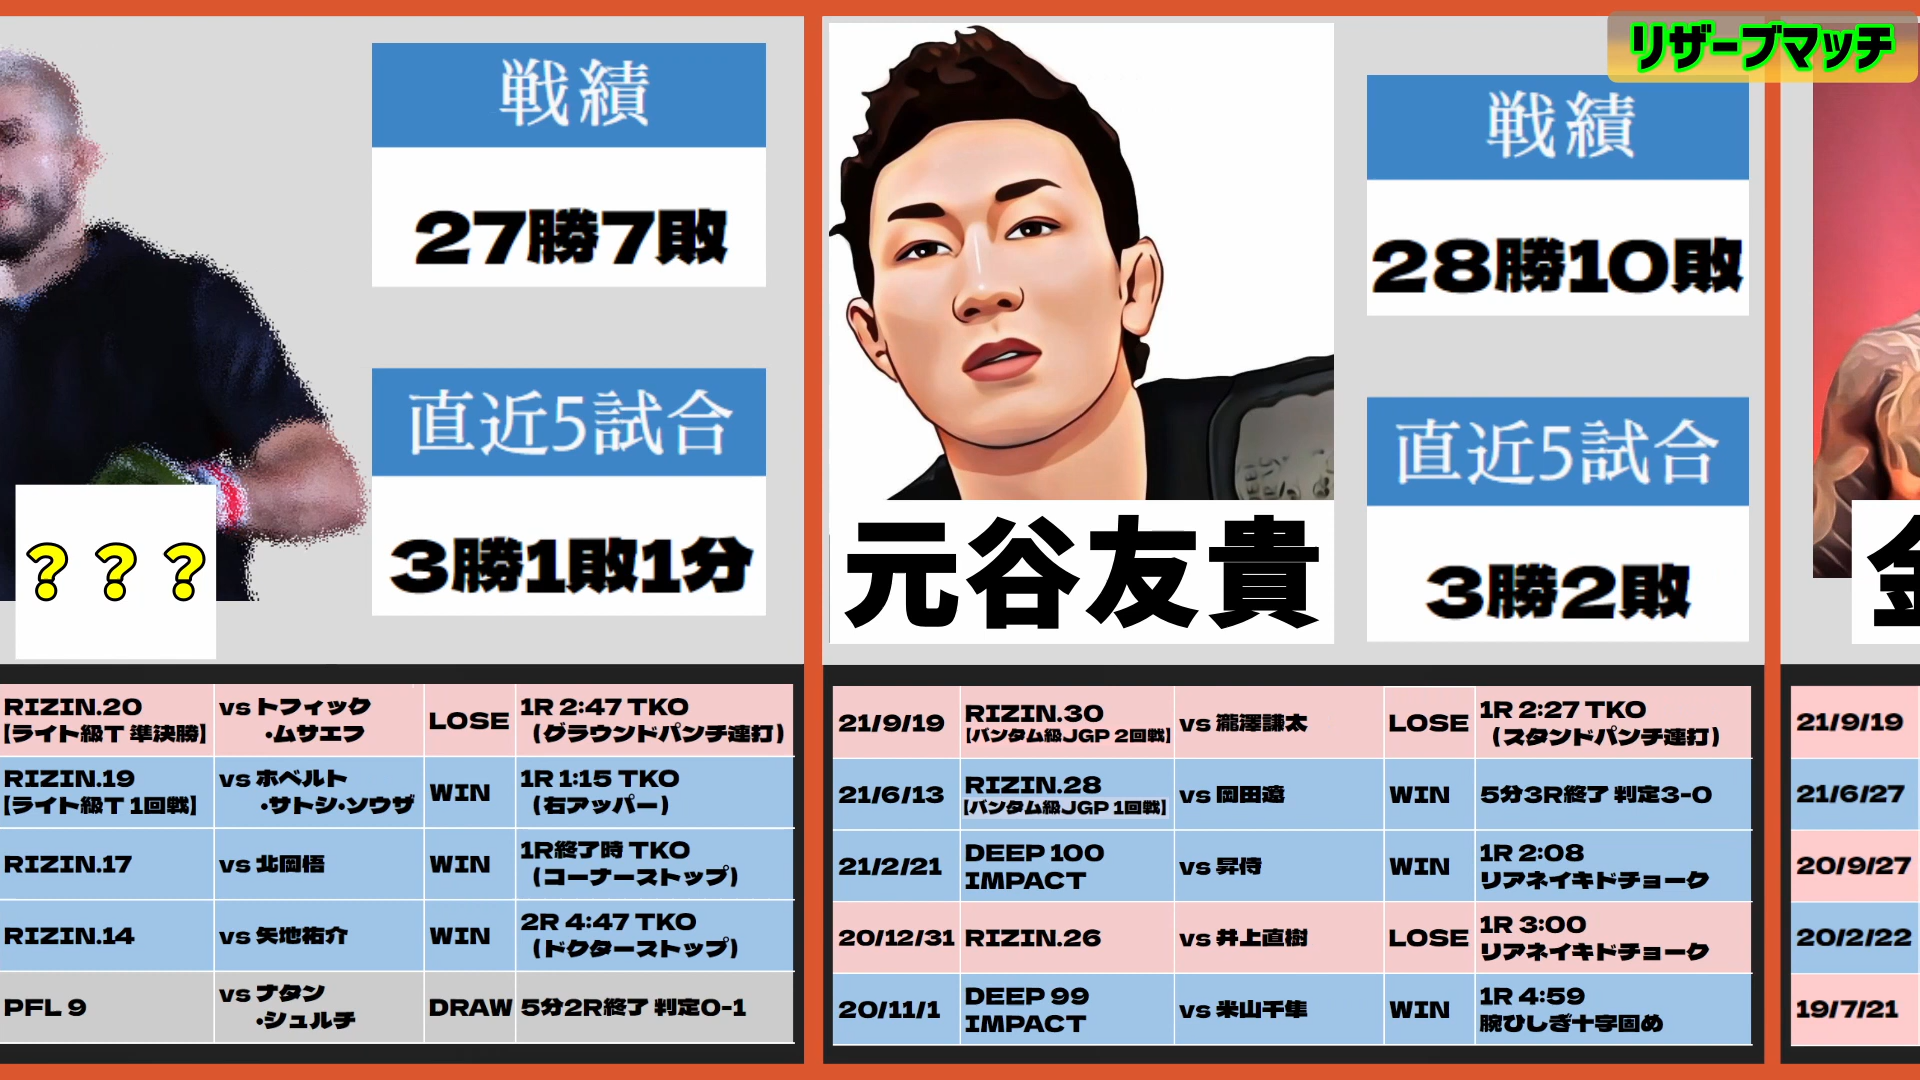 リザーブマッチ
戦績
27勝7敗
直近5試合
3勝1敗1分
? ? ?
RIZIN.20
【ライト級T 準決勝】
vs トフィック
・ムサエフ
LOSE
1R 2:47 TKO
(グラウンドパンチ連打)
RIZIN.19
【ライト級T 1回戦】
vs ホベルト
・サトシ・ソウザ
WIN
1R 1:15 TKO
(右アッパー)
RIZIN.17
vs 北岡悟
WIN
1R終了時 TKO
(コーナーストップ)
RIZIN.14
vs 矢地祐介
WIN
2R 4:47 TKO
(ドクターストップ)
PFL 9
vs ナタン
・シュルチ
DRAW
5分2R終了 判定0-1
戦績
28勝10敗
元谷友貴
直近5試合
3勝2敗
21/9/19
RIZIN.30
【バンタム級JGP 2回戦】
vs 瀧澤謙太
LOSE
1R 2:27 TKO
(スタンドパンチ連打)
21/6/13
RIZIN.28
【バンタム級JGP 1回戦】
vs 岡田遼
WIN
5分3R終了 判定3-0
21/2/21
DEEP 100
IMPACT
vs 昇侍
WIN
1R 2:08
リアネイキドチョーク
20/12/31
RIZIN.26
vs 井上直樹
LOSE
1R 3:00
リアネイキドチョーク
20/11/1
DEEP 99
IMPACT
vs 米山千隼
WIN
1R 4:59
腕ひしぎ十字固め
金
21/9/19
21/6/27
20/9/27
20/2/22
19/7/21